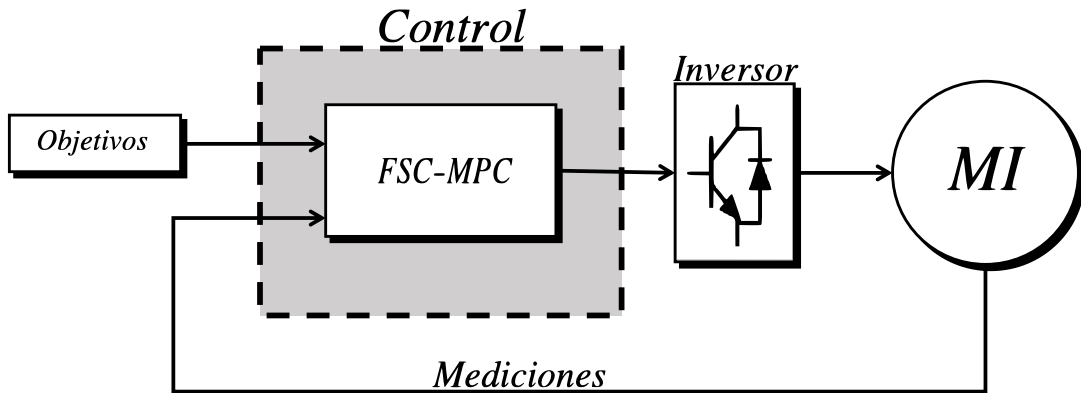 Control
Inversor
Objetivos
FSC-MPC
MI
Mediciones